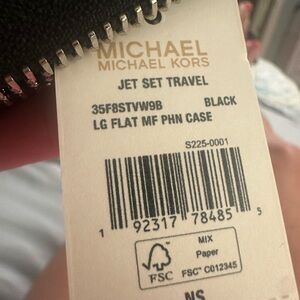 MICHAEL
MICHAEL KORS
JET SET TRAVEL
35F8STVW9B BLACK
LG FLAT MF PHN CASE
S225-0001
1 92317 78485 5
FSC
MIX
Paper
FSC™ C012345
NS